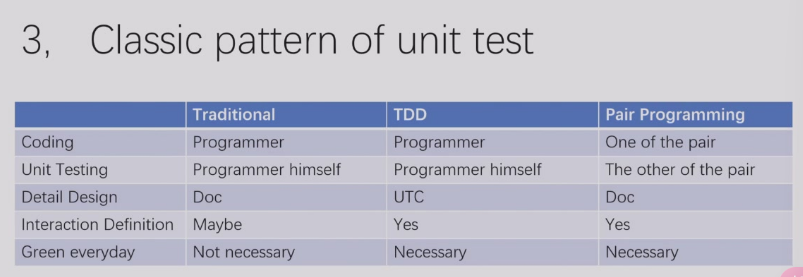 3, Classic pattern of unit test
Traditional TDD Pair Programming
Coding Programmer Programmer One of the pair
Unit Testing Programmer himself Programmer himself The other of the pair
Detail Design Doc UTC Doc
Interaction Definition Maybe Yes Yes
Green everyday Not necessary Necessary Necessary